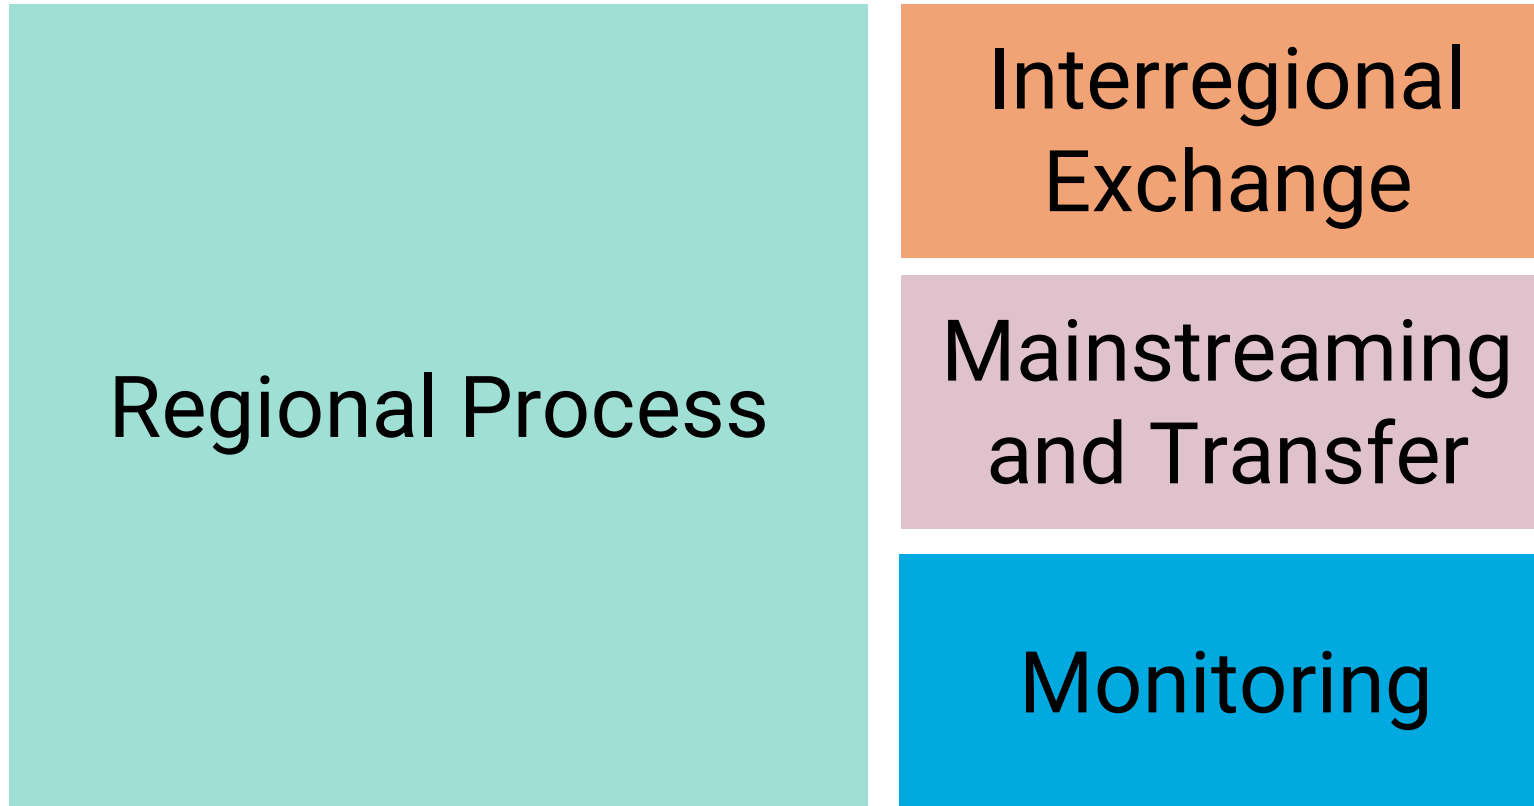 Regional Process
Interregional
Exchange
Mainstreaming
and Transfer
Monitoring